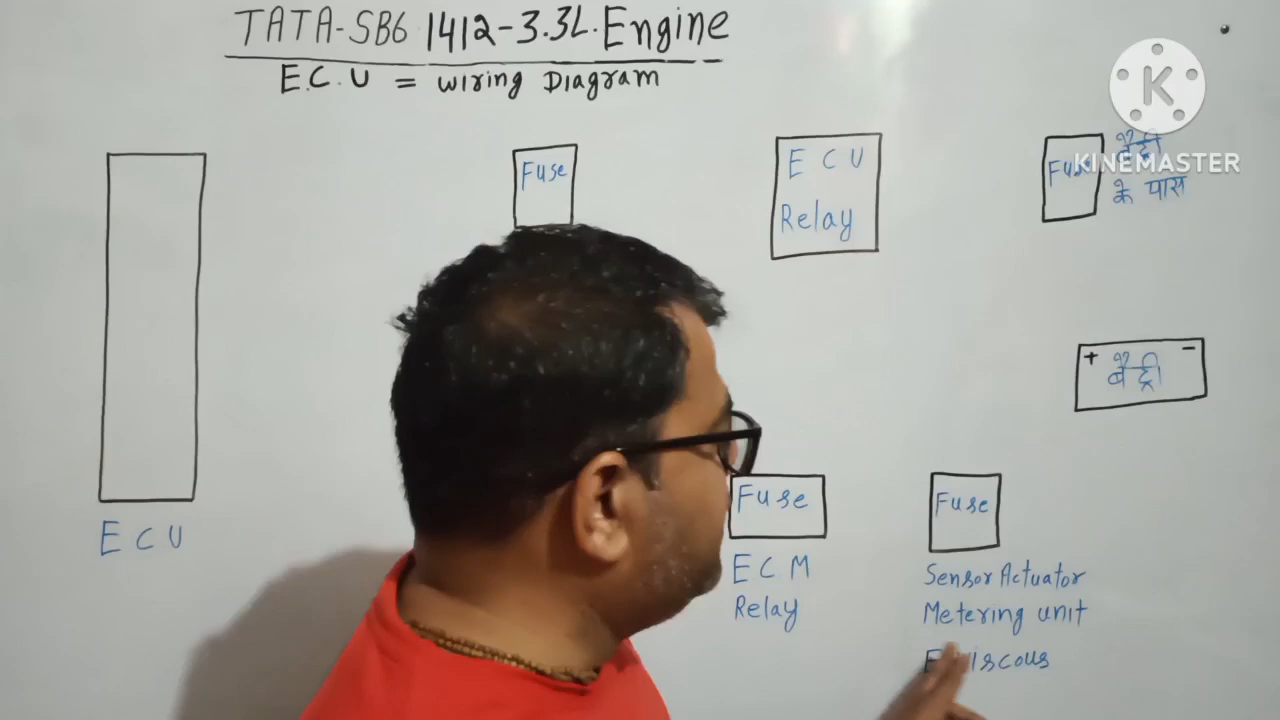 TATA-SB6 1412-3.3L.Engine
E.C.U = wiring Diagram
Fuse
E C U
Relay
Fuse
बैट्री
के पास
K
KINEMASTER
+ बैट्री -
E C U
Fuse
E C M
Relay
Fuse
Sensor Actuator
Metering unit